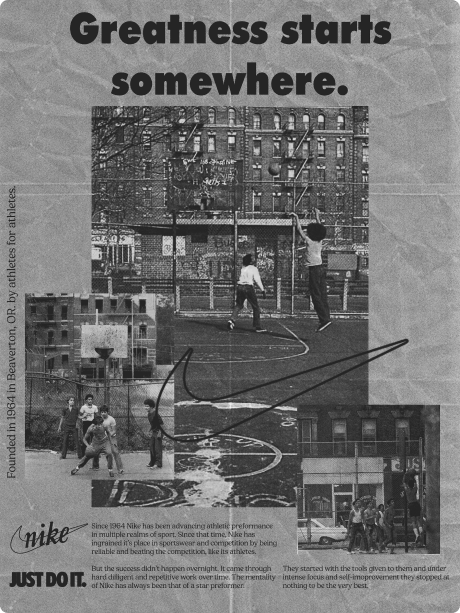 Greatness starts
somewhere.
Founded in 1964 in Beaverton, OR. by athletes for athletes.
nike
Since 1964 Nike has been advancing athletic preformance
in multiple realms of sport. Since that time, Nike has
ingrained it's place in sportswear and competition by being
reliable and beating the competition, like its athletes.
JUST DO IT.
But the success didn't happen overnight. It came through
hard diligent and repetitive work over time. The mentality
of Nike has always been that of a star preformer.
They started with the tools given to them and under
intense focus and self-improvement they stopped at
nothing to be the very best.